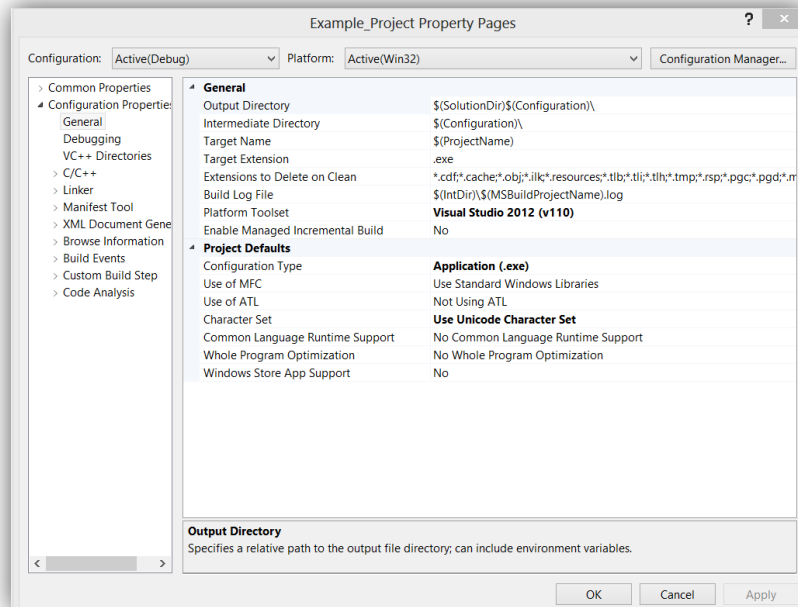 Example_Project Property Pages ? ×
Configuration: Active(Debug) Platform: Active(Win32) Configuration Manager...
Common Properties
Configuration Properties
General
Debugging
VC++ Directories
C/C++
Linker
Manifest Tool
XML Document Gene
Browse Information
Build Events
Custom Build Step
Code Analysis
General
Output Directory $(SolutionDir)$(Configuration)\
Intermediate Directory $(Configuration)\
Target Name $(ProjectName)
Target Extension .exe
Extensions to Delete on Clean *.cdf;*.cache;*.obj;*.ilk;*.resources;*.tlb;*.tli;*.tlh;*.tmp;*.rsp;*.pgc;*.pgd;*.m
Build Log File $(IntDir)\$(MSBuildProjectName).log
Platform Toolset Visual Studio 2012 (v110)
Enable Managed Incremental Build No
Project Defaults
Configuration Type Application (.exe)
Use of MFC Use Standard Windows Libraries
Use of ATL Not Using ATL
Character Set Use Unicode Character Set
Common Language Runtime Support No Common Language Runtime Support
Whole Program Optimization No Whole Program Optimization
Windows Store App Support No
Output Directory
Specifies a relative path to the output file directory; can include environment variables.
OK Cancel Apply